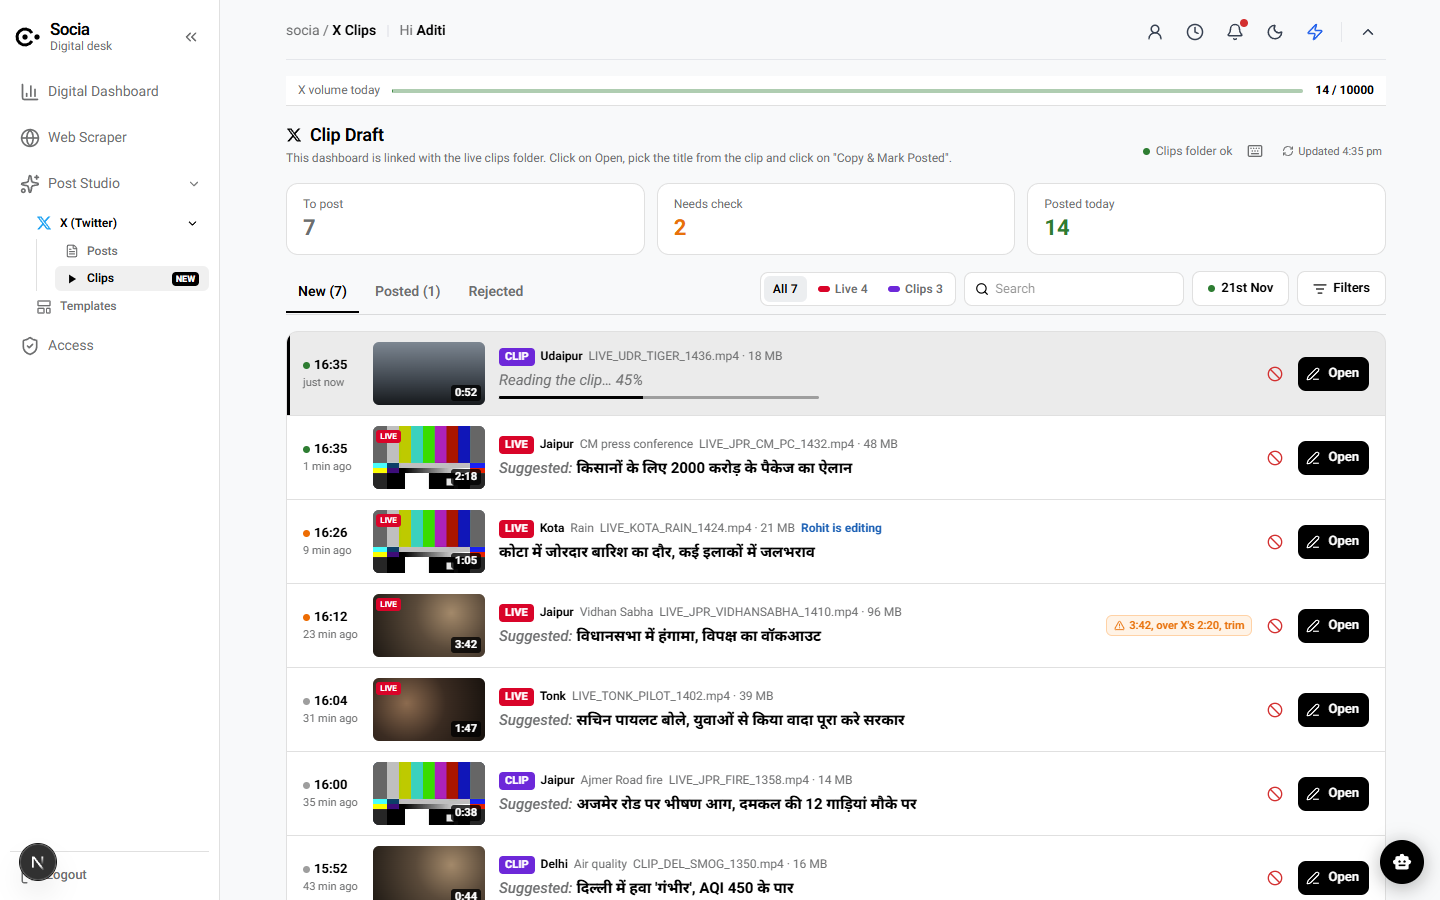 Socia
Digital desk
Digital Dashboard
Web Scraper
Post Studio
X (Twitter)
Posts
Clips NEW
Templates
Access
N
ogout
socia / X Clips | Hi Aditi
X volume today 14 / 10000
Clip Draft
This dashboard is linked with the live clips folder. Click on Open, pick the title from the clip and click on "Copy & Mark Posted".
Clips folder ok Updated 4:35 pm
To post
7
Needs check
2
Posted today
14
New (7) Posted (1) Rejected
All 7 Live 4 Clips 3 Search 21st Nov Filters
16:35
just now
0:52
CLIP Udaipur LIVE_UDR_TIGER_1436.mp4 · 18 MB
Reading the clip... 45%
Open
16:35
1 min ago
LIVE
2:18
LIVE Jaipur CM press conference LIVE_JPR_CM_PC_1432.mp4 · 48 MB
Suggested: किसानों के लिए 2000 करोड़ के पैकेज का ऐलान
Open
16:26
9 min ago
LIVE
1:05
LIVE Kota Rain LIVE_KOTA_RAIN_1424.mp4 · 21 MB Rohit is editing
कोटा में जोरदार बारिश का दौर, कई इलाकों में जलभराव
Open
16:12
23 min ago
LIVE
3:42
LIVE Jaipur Vidhan Sabha LIVE_JPR_VIDHANSABHA_1410.mp4 · 96 MB
Suggested: विधानसभा में हंगामा, विपक्ष का वॉकआउट
3:42, over X's 2:20, trim
Open
16:04
31 min ago
LIVE
1:47
LIVE Tonk LIVE_TONK_PILOT_1402.mp4 · 39 MB
Suggested: सचिन पायलट बोले, युवाओं से किया वादा पूरा करे सरकार
Open
16:00
35 min ago
0:38
CLIP Jaipur Ajmer Road fire LIVE_JPR_FIRE_1358.mp4 · 14 MB
Suggested: अजमेर रोड पर भीषण आग, दमकल की 12 गाड़ियां मौके पर
Open
15:52
43 min ago
0:44
CLIP Delhi Air quality CLIP_DEL_SMOG_1350.mp4 · 16 MB
Suggested: दिल्ली में हवा 'गंभीर', AQI 450 के पार
Open